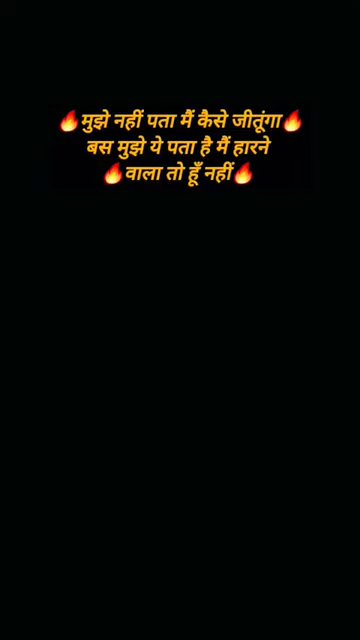 🔥मुझे नहीं पता मैं कैसे जीतूंगा🔥
बस मुझे ये पता है मैं हारने
🔥वाला तो हूँ नहीं🔥